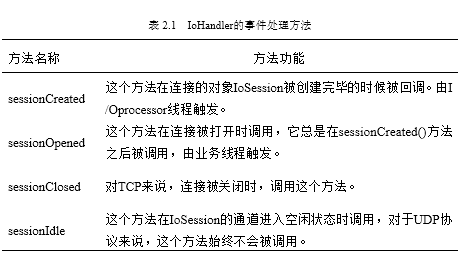 表 2.1 IoHandler的事件处理方法
方法名称 方法功能
sessionCreated 这个方法在连接的对象IoSession被创建完毕的时候被回调。由I
/Oprocessor线程触发。
sessionOpened 这个方法在连接被打开时调用，它总是在sessionCreated()方法
之后被调用，由业务线程触发。
sessionClosed 对TCP来说，连接被关闭时，调用这个方法。
sessionIdle 这个方法在IoSession的通道进入空闲状态时调用，对于UDP协
议来说，这个方法始终不会被调用。